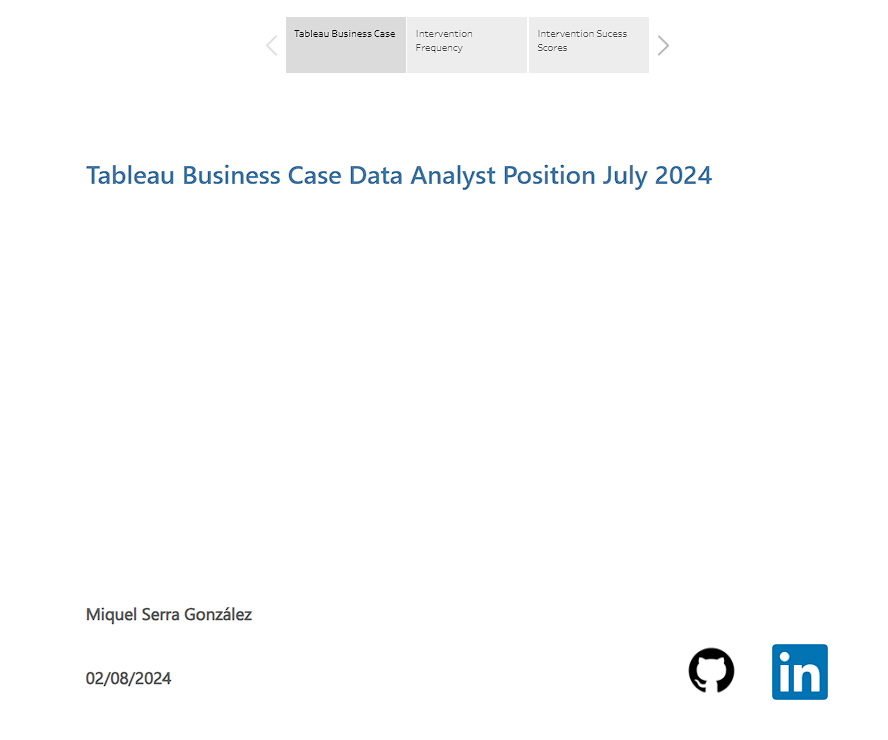 Tableau Business Case
Intervention
Frequency
Intervention Sucess
Scores
Tableau Business Case Data Analyst Position July 2024
Miquel Serra González
02/08/2024
in